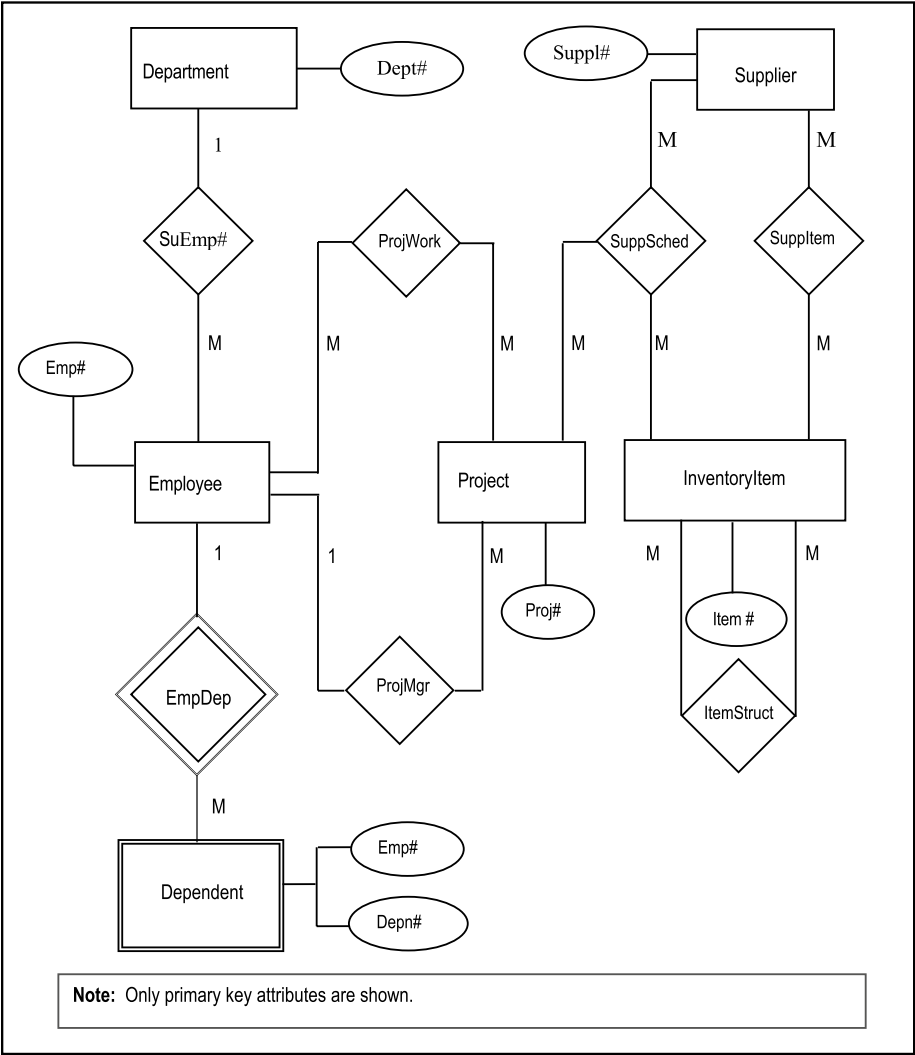 Department
Dept#
Suppl#
Supplier
1
M
M
SuEmp#
ProjWork
SuppSched
SuppItem
M
M
M
M
M
M
Emp#
Employee
Project
InventoryItem
1
1
M
M
M
Proj#
Item #
EmpDep
ProjMgr
ItemStruct
M
Emp#
Dependent
Depn#
Note: Only primary key attributes are shown.